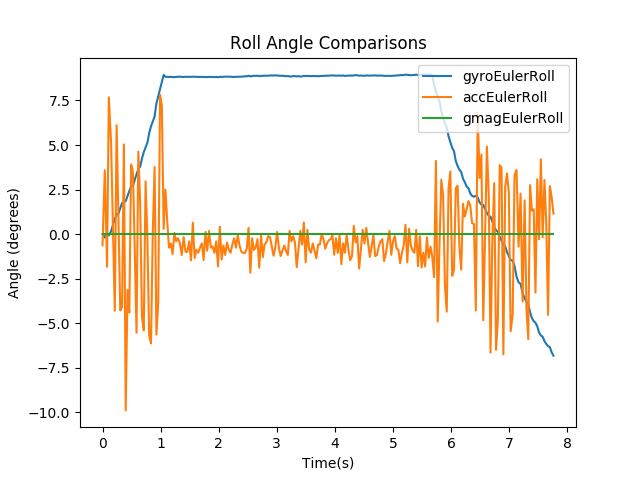 Roll Angle Comparisons
gyroEulerRoll
accEulerRoll
gmagEulerRoll
Angle (degrees)
7.5
5.0
2.5
0.0
−2.5
−5.0
−7.5
−10.0
0 1 2 3 4 5 6 7 8
Time(s)